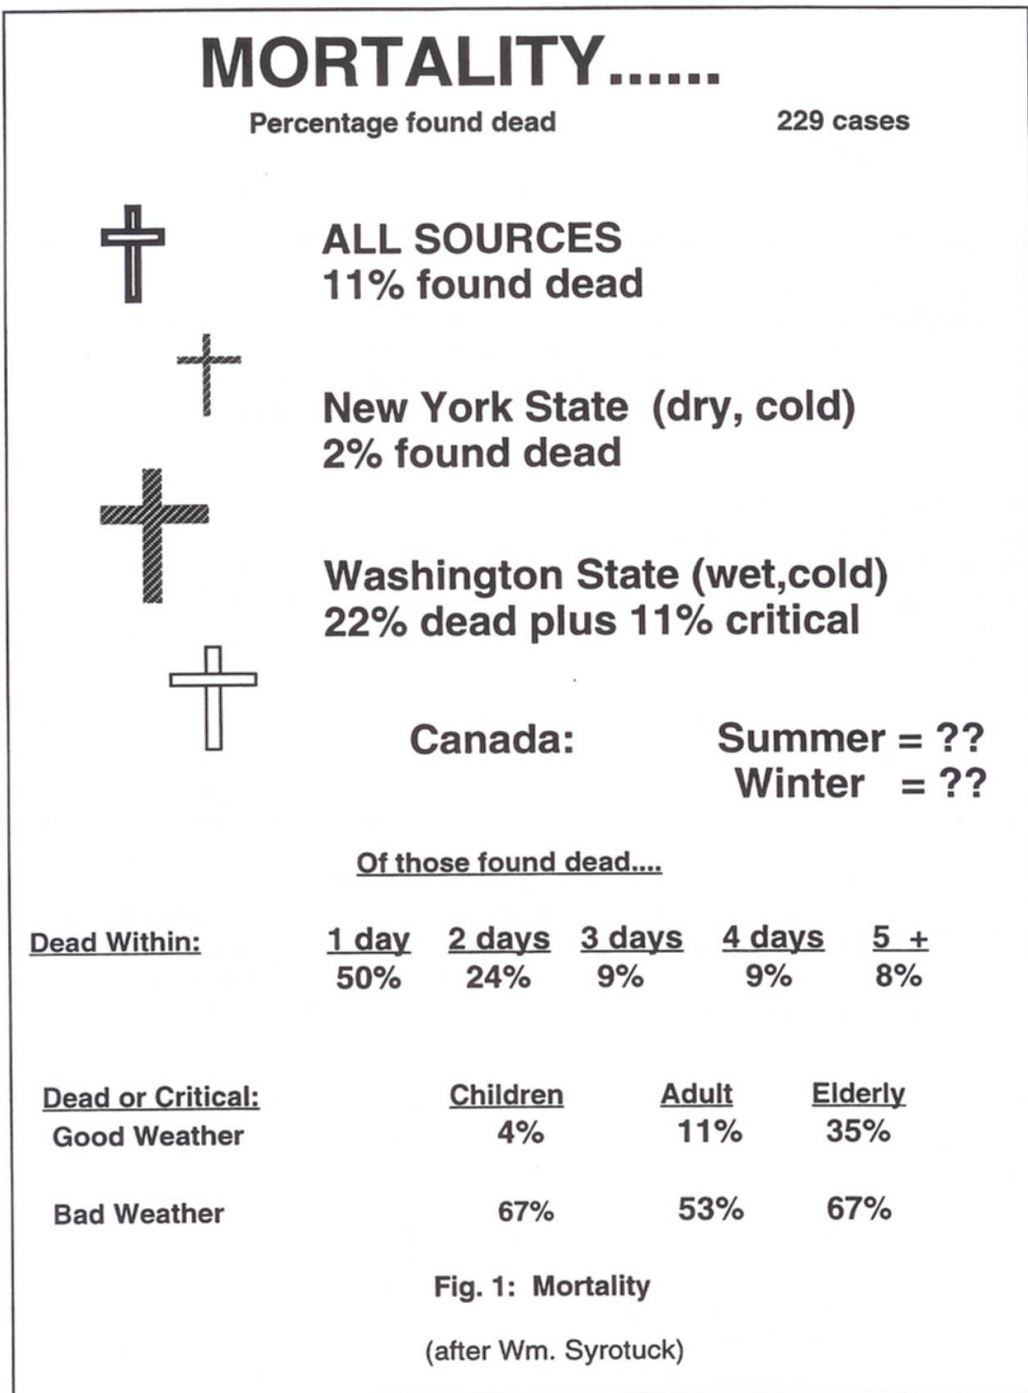 MORTALITY......
Percentage found dead 229 cases
ALL SOURCES
11% found dead
New York State (dry, cold)
2% found dead
Washington State (wet,cold)
22% dead plus 11% critical
Canada: Summer = ??
Winter = ??
Of those found dead....
Dead Within: 1 day 2 days 3 days 4 days 5 +
50% 24% 9% 9% 8%
Dead or Critical: Children Adult Elderly
Good Weather 4% 11% 35%
Bad Weather 67% 53% 67%
Fig. 1: Mortality
(after Wm. Syrotuck)